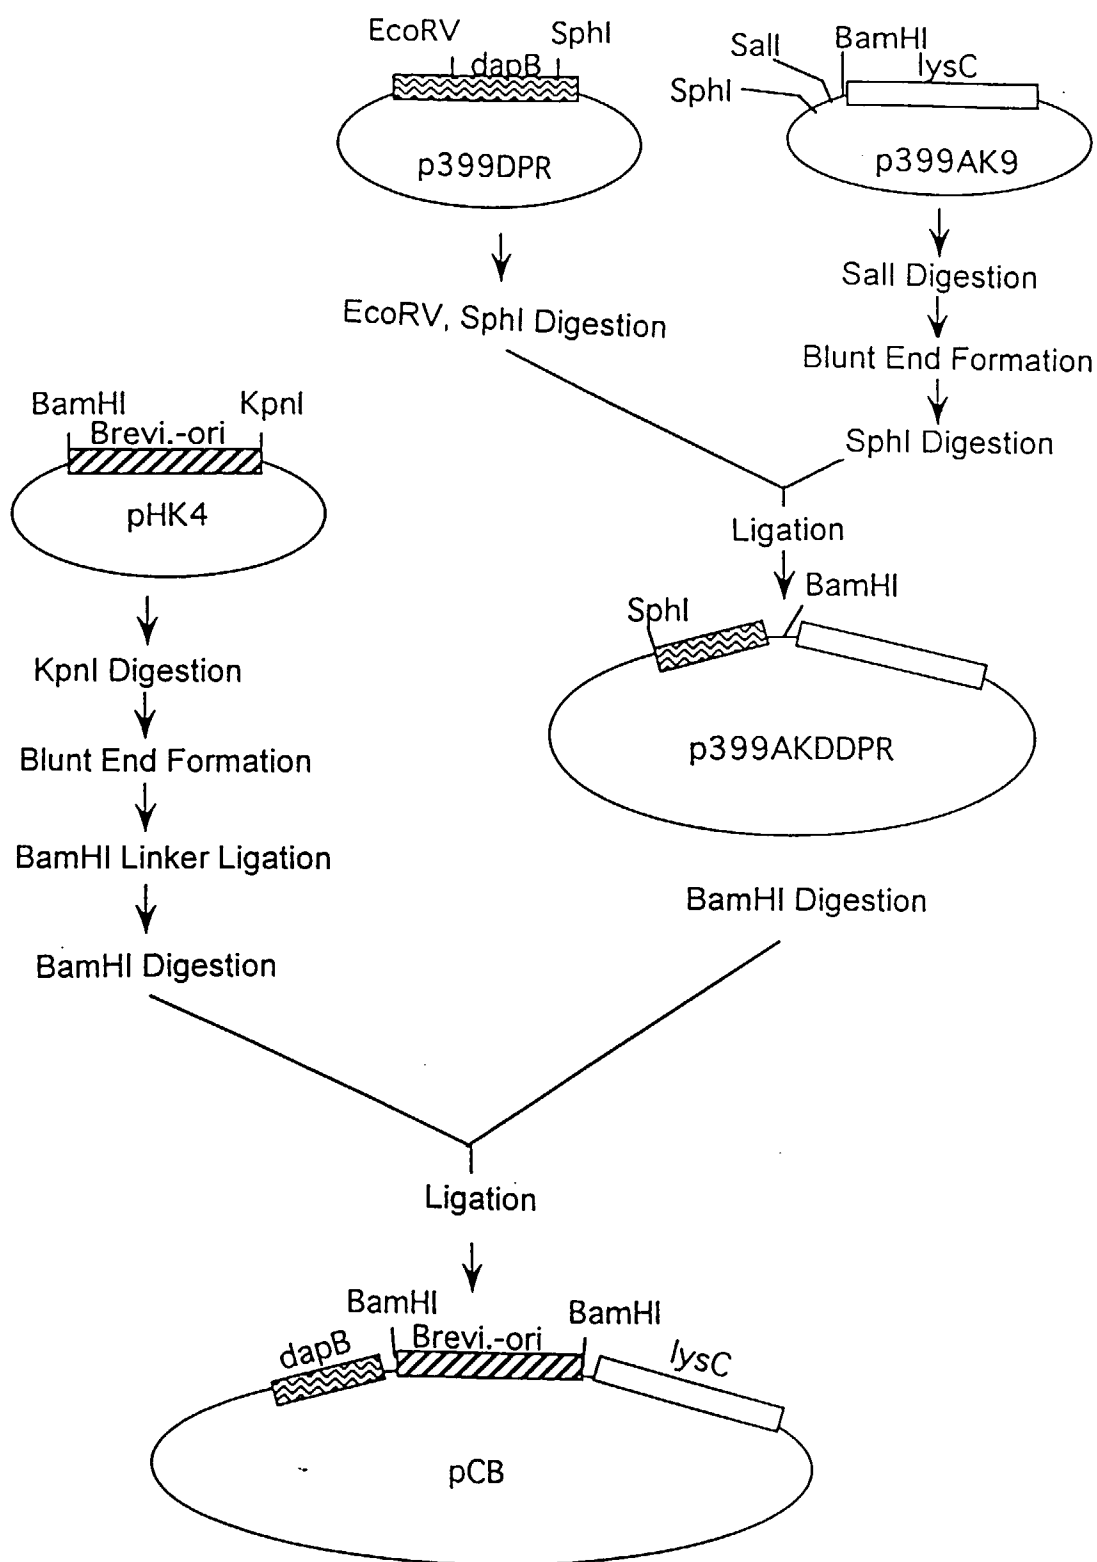 EcoRV
SphI
dapB
p399DPR
EcoRV, SphI Digestion
SalI
BamHI
lysC
SphI
p399AK9
SalI Digestion
Blunt End Formation
SphI Digestion
BamHI
KpnI
Brevi.-ori
pHK4
KpnI Digestion
Blunt End Formation
BamHI Linker Ligation
BamHI Digestion
Ligation
SphI
BamHI
p399AKDDPR
BamHI Digestion
Ligation
BamHI
BamHI
dapB
Brevi.-ori
lysC
pCB